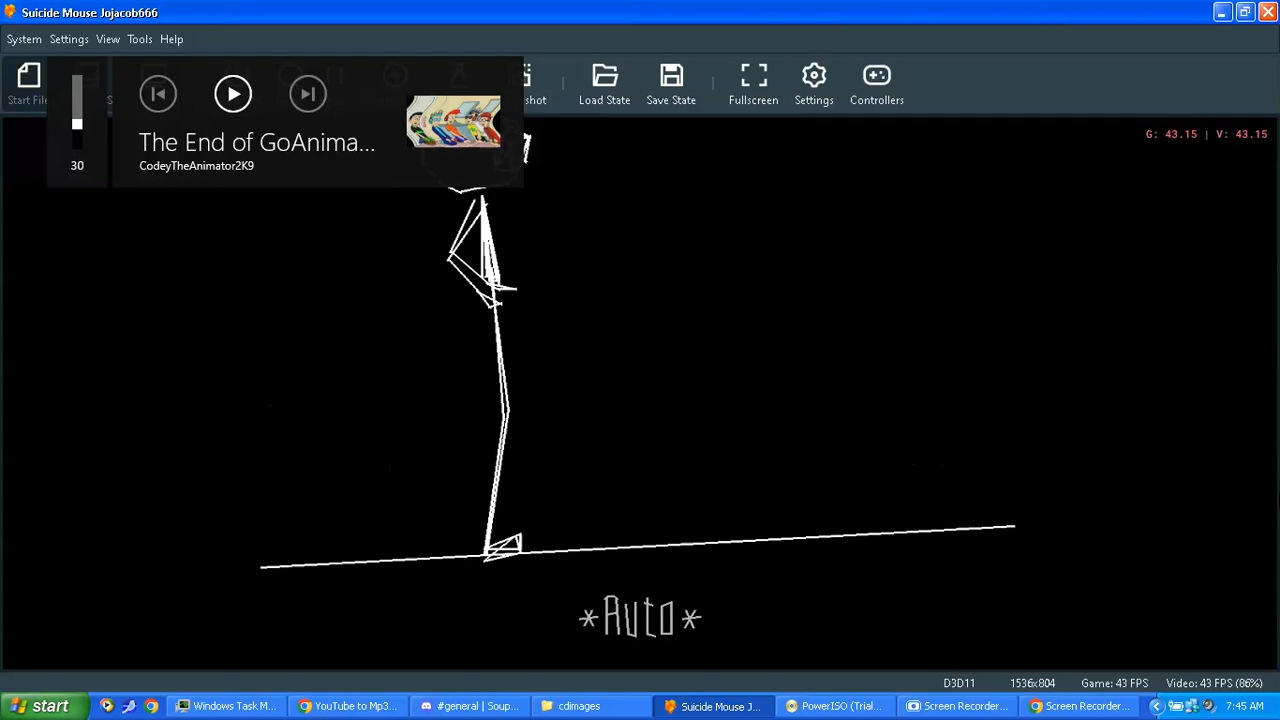 Suicide Mouse Jojacob666
System Settings View Tools Help
Start File
shot Load State Save State Fullscreen Settings Controllers
G: 43.15 | V: 43.15
The End of GoAnima...
30
CodeyTheAnimator2K9
*Auto*
D3D11 1536x804 Game: 43 FPS Video: 43 FPS (86%)
start Windows Task M... YouTube to Mp3... #general | Soup... cdimages Suicide Mouse J... PowerISO (Trial... Screen Recorder... Screen Recorder... 7:45 AM